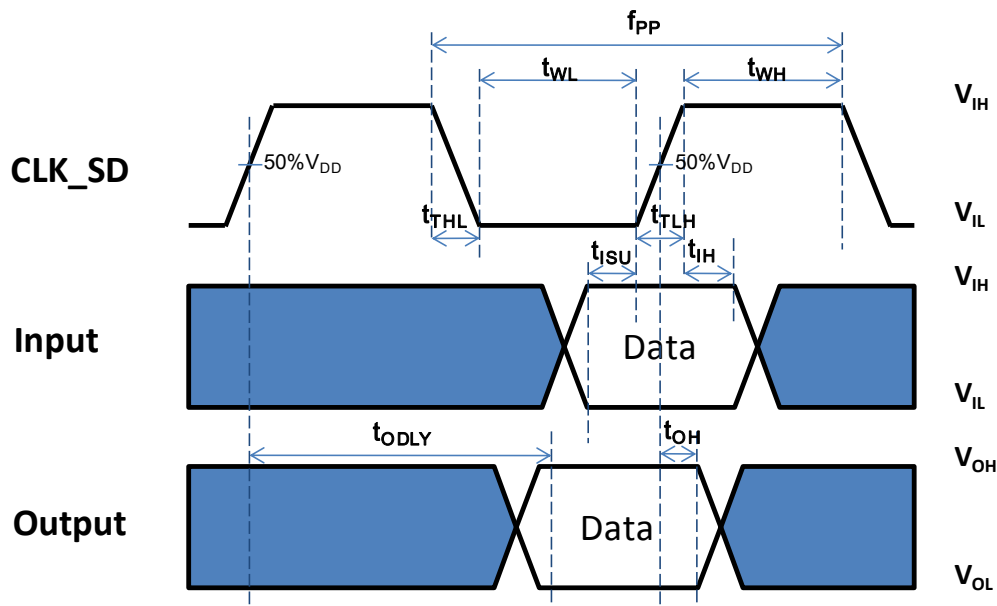 fPP
tWL tWH
VIH
CLK_SD
50%VDD 50%VDD
tTHL tTLH
VIL
tISU tIH
VIH
Input
Data
VIL
tODLY tOH
VOH
Output
Data
VOL